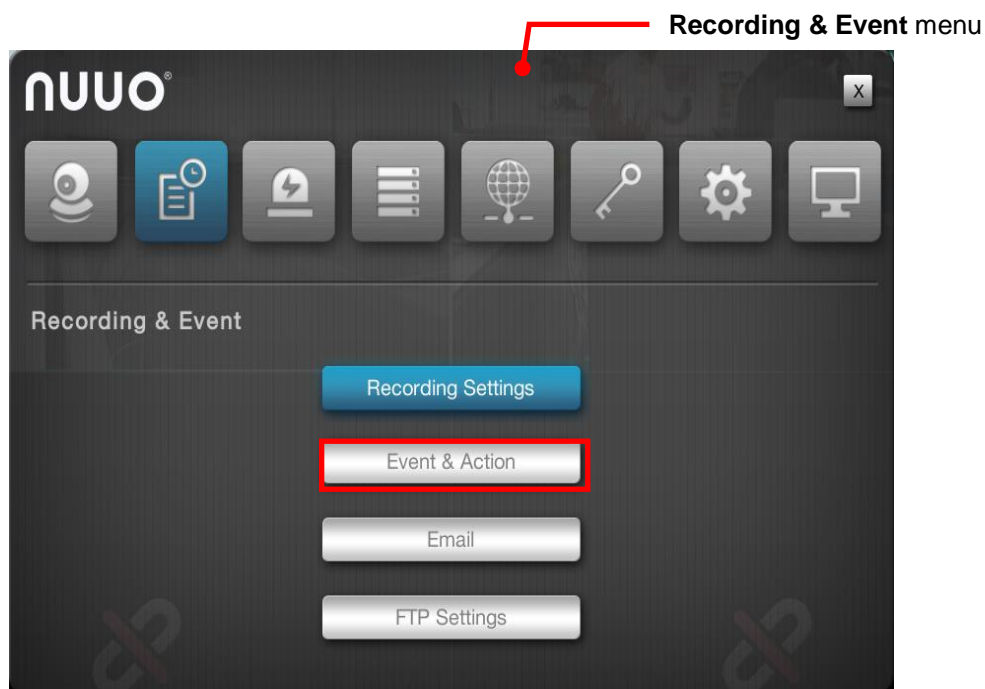 Recording & Event menu
nuuo®
X
Recording & Event
Recording Settings
Event & Action
Email
FTP Settings